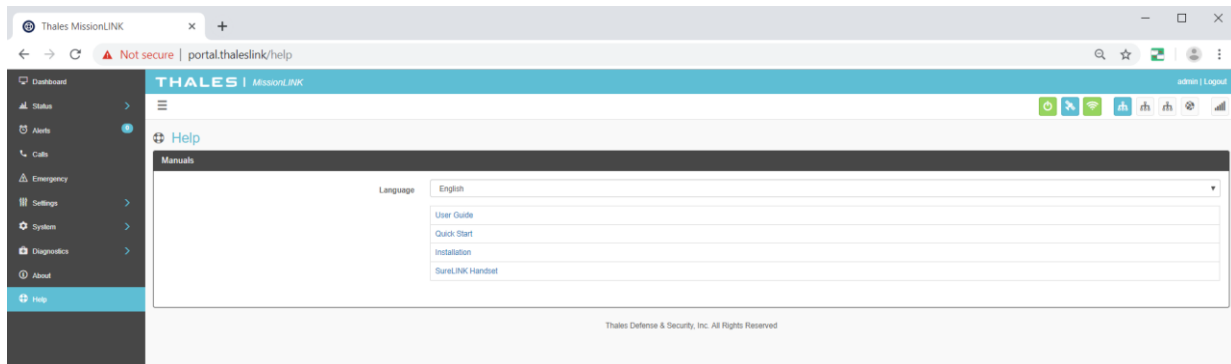 Thales MissionLINK
Not secure | portal.thaleslink/help
Dashboard
THALES | MissionLINK
admin | Logout
Status
Alerts
0
Calls
Emergency
Settings
System
Diagnostics
About
Help
Help
Manuals
Language
English
User Guide
Quick Start
Installation
SureLINK Handset
Thales Defense & Security, Inc. All Rights Reserved